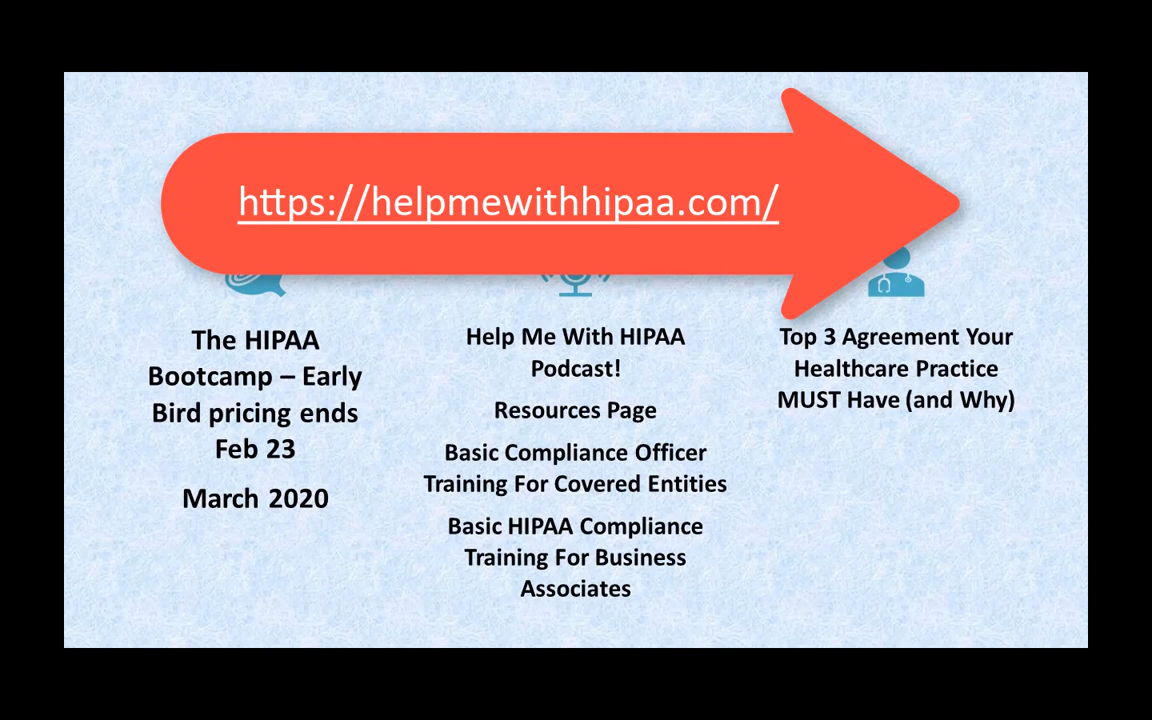 https://helpmewithhipaa.com/
The HIPAA
Bootcamp – Early
Bird pricing ends
Feb 23
March 2020
Help Me With HIPAA
Podcast!
Resources Page
Basic Compliance Officer
Training For Covered Entities
Basic HIPAA Compliance
Training For Business
Associates
Top 3 Agreement Your
Healthcare Practice
MUST Have (and Why)